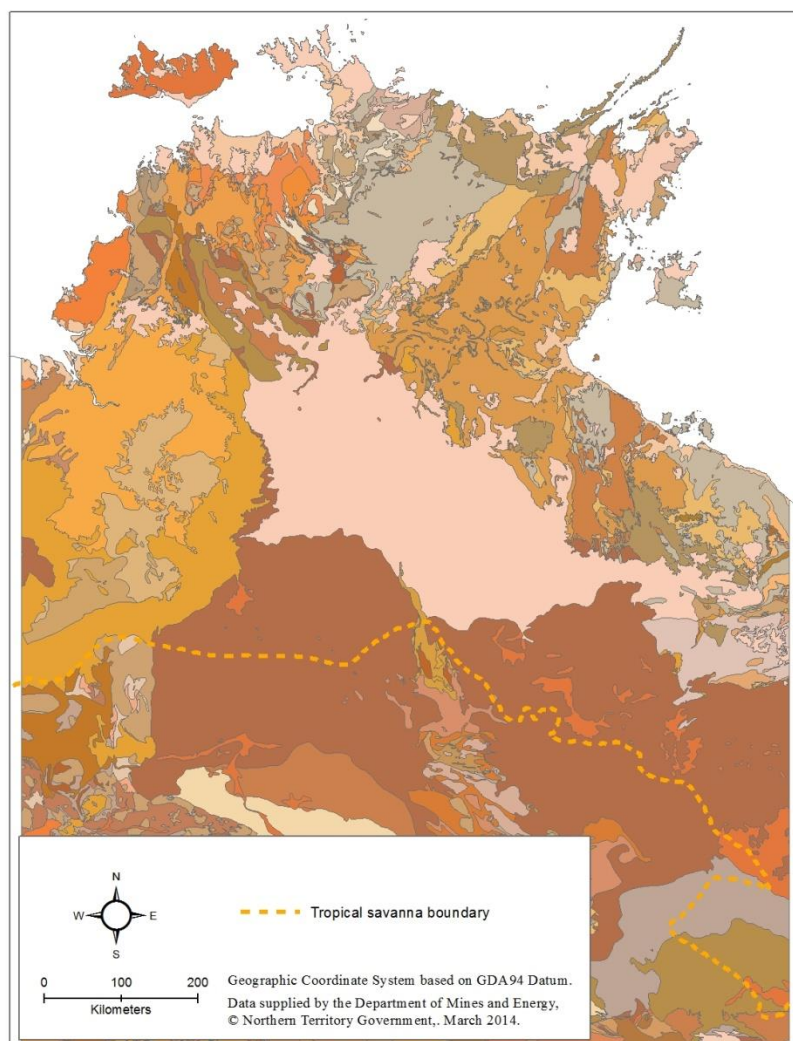 N
W E
S
Tropical savanna boundary
0 100 200
Kilometers
Geographic Coordinate System based on GDA94 Datum.
Data supplied by the Department of Mines and Energy,
© Northern Territory Government,. March 2014.